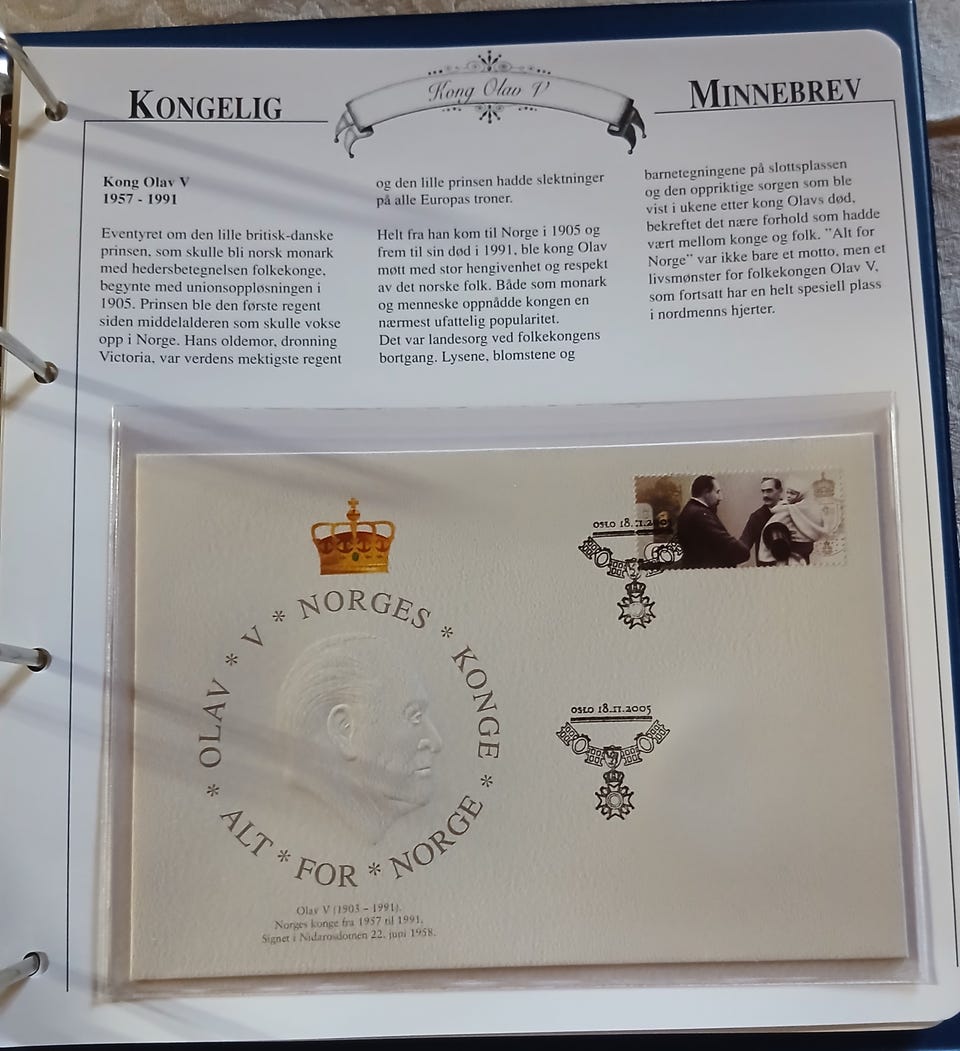 KONGELIG
Kong Olav V
MINNEBREV
Kong Olav V
1957 - 1991
Eventyret om den lille britisk-danske
prinsen, som skulle bli norsk monark
med hedersbetegnelsen folkekonge,
begynte med unionsoppløsningen i
1905. Prinsen ble den første regent
siden middelalderen som skulle vokse
opp i Norge. Hans oldemor, dronning
Victoria, var verdens mektigste regent
og den lille prinsen hadde slektninger
på alle Europas troner.
Helt fra han kom til Norge i 1905 og
frem til sin død i 1991, ble kong Olav
møtt med stor hengivenhet og respekt
av det norske folk. Både som monark
og menneske oppnådde kongen en
nærmest ufattelig popularitet.
Det var landesorg ved folkekongens
bortgang. Lysene, blomstene og
barnetegningene på slottsplassen
og den oppriktige sorgen som ble
vist i ukene etter kong Olavs død,
bekreftet det nære forhold som hadde
vært mellom konge og folk. "Alt for
Norge" var ikke bare et motto, men et
livsmønster for folkekongen Olav V,
som fortsatt har en helt spesiell plass
i nordmenns hjerter.
OSLO 18.11.200
OLAV * V * NORGES * KONGE *
ALT * FOR * NORGE *
OSLO 18.11.2005
Olav V (1903 – 1991).
Norges konge fra 1957 til 1991.
Signet i Nidarosdomen 22. juni 1958.